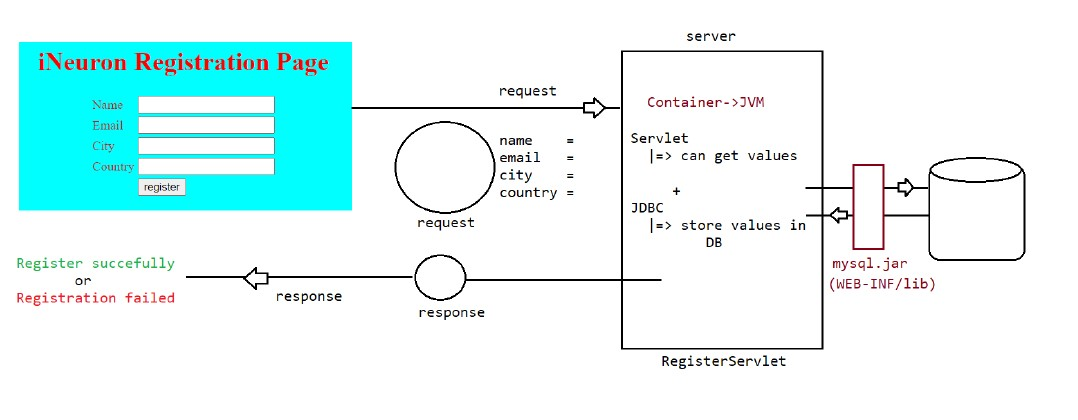 server
iNeuron Registration Page
Name
Email
City
Country
register
request
name =
email =
city =
country =
request
Container->JVM
Servlet
|=> can get values
+
JDBC
|=> store values in
DB
mysql.jar
(WEB-INF/lib)
Register succefully
or
Registration failed
response
response
RegisterServlet